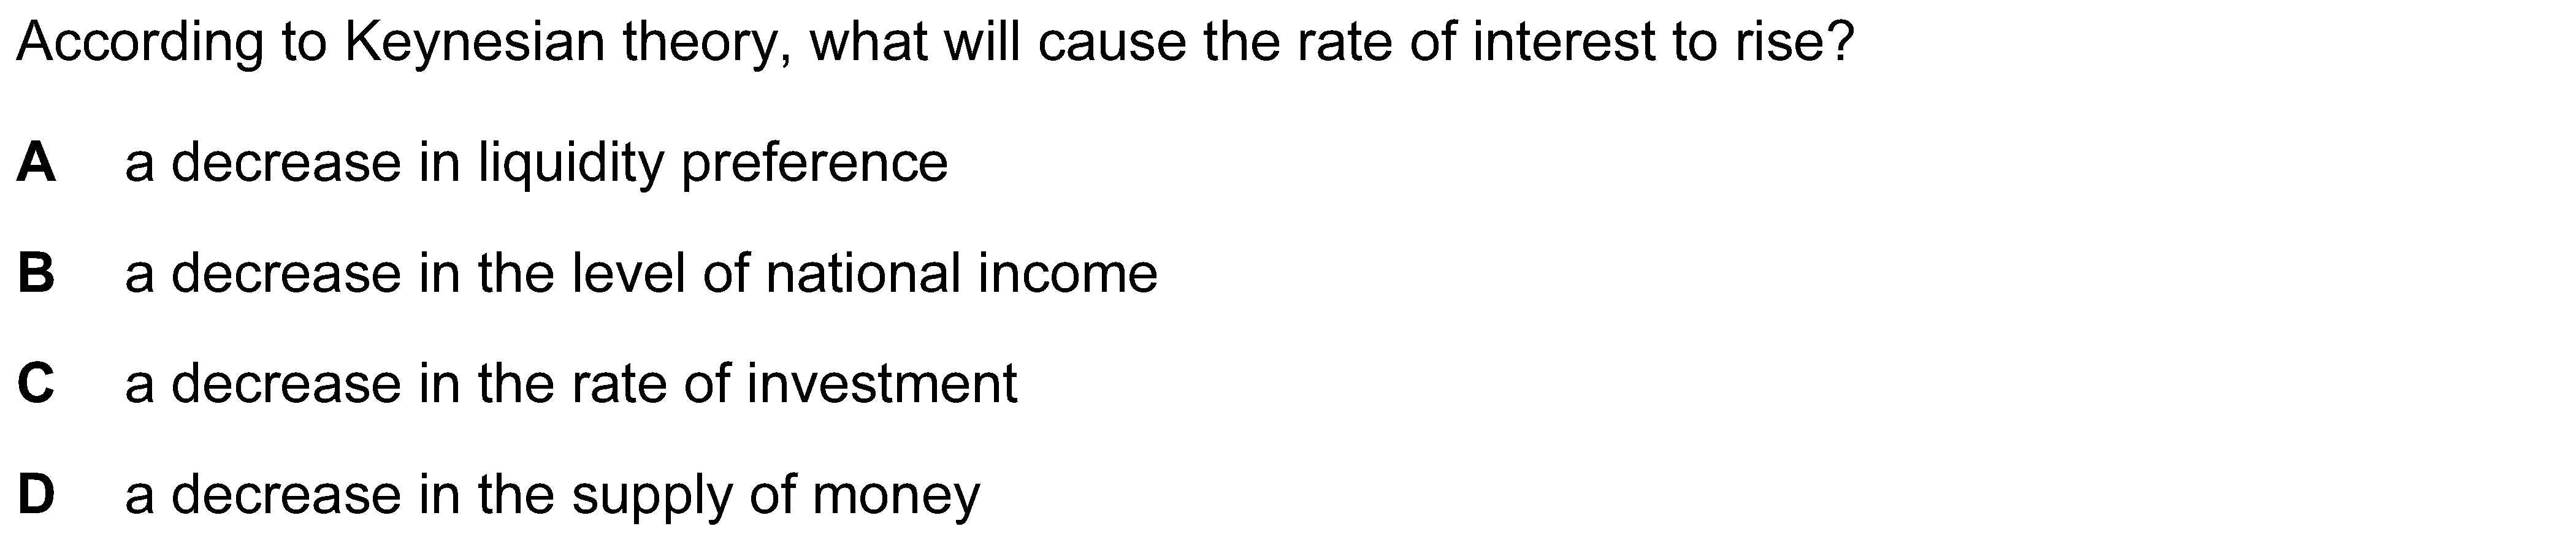 According to Keynesian theory, what will cause the rate of interest to rise?
A a decrease in liquidity preference
B a decrease in the level of national income
C a decrease in the rate of investment
D a decrease in the supply of money